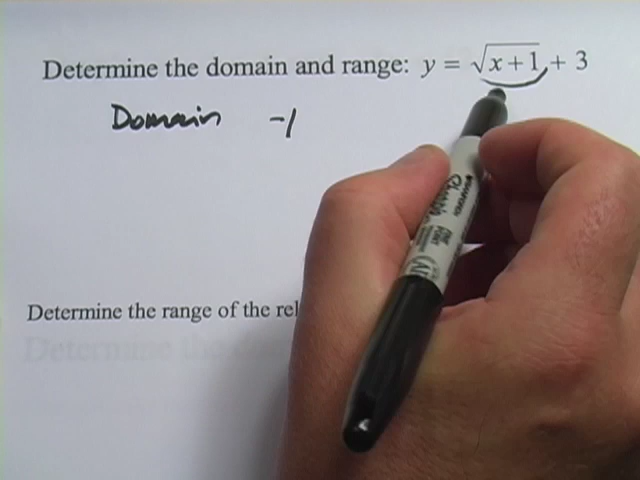 Determine the domain and range: y = √x + 1 + 3
Domain -1
Determine the range of the rel